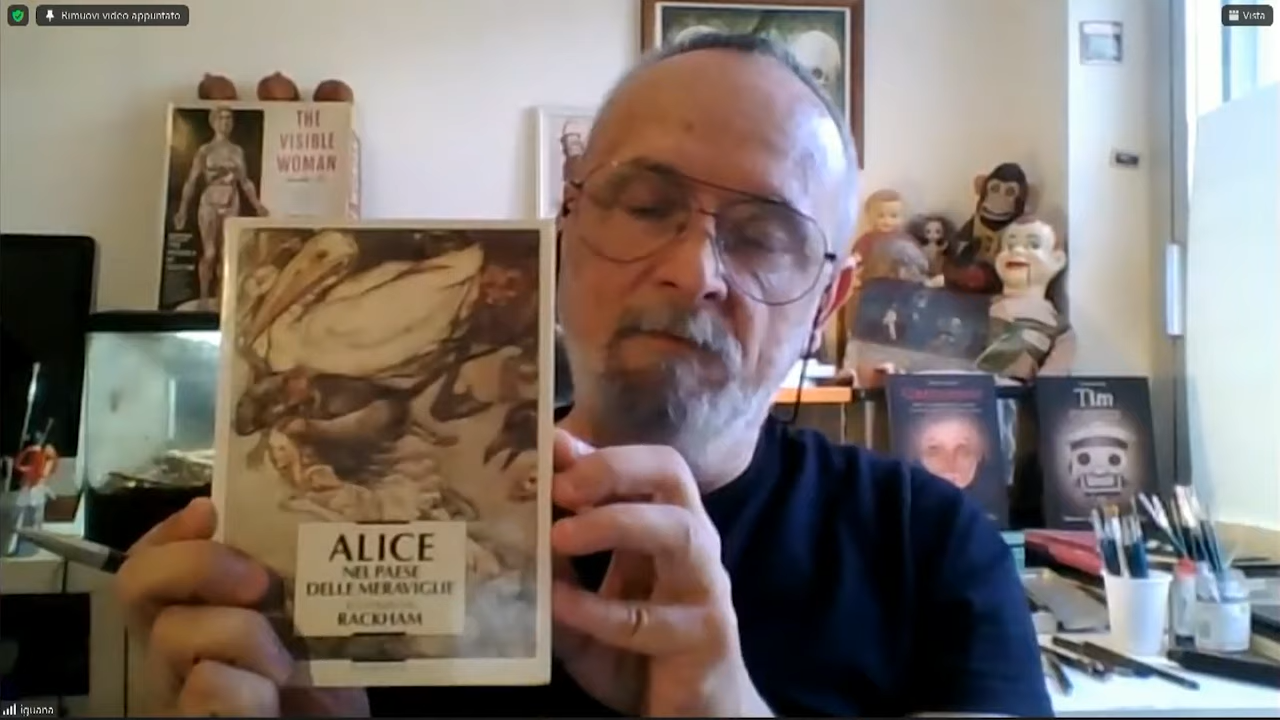 Rimuovi video appuntato
Vista
THE
VISIBLE
WOMAN
ALICE
NEL PAESE
DELLE MERAVIGLIE
RACKHAM
Tim
iguana